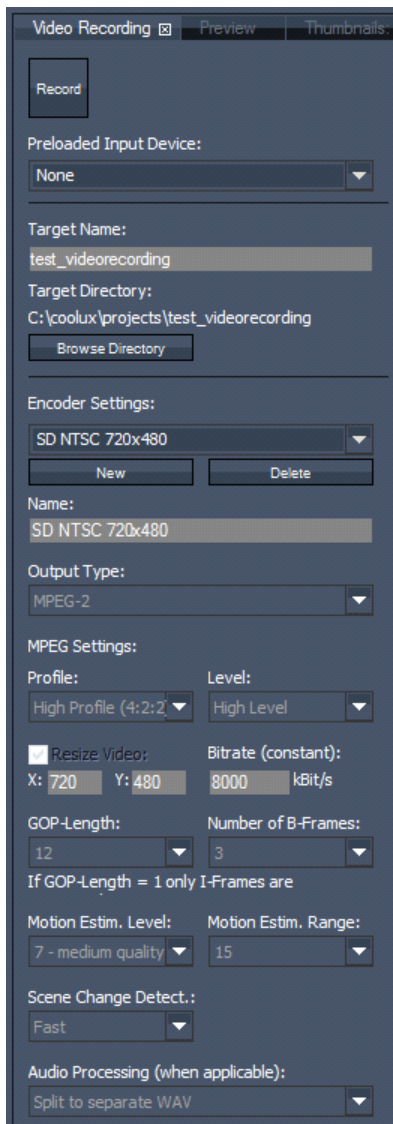 Video Recording Preview Thumbnails:
Record
Preloaded Input Device:
None
Target Name:
test_videorecording
Target Directory:
C:\coolux\projects\test_videorecording
Browse Directory
Encoder Settings:
SD NTSC 720x480
New Delete
Name:
SD NTSC 720x480
Output Type:
MPEG-2
MPEG Settings:
Profile: Level:
High Profile (4:2:2) High Level
Resize Video: Bitrate (constant):
X: 720 Y: 480 8000 kBit/s
GOP-Length: Number of B-Frames:
12 3
If GOP-Length = 1 only I-Frames are
Motion Estim. Level: Motion Estim. Range:
7 - medium quality 15
Scene Change Detect.:
Fast
Audio Processing (when applicable):
Split to separate WAV